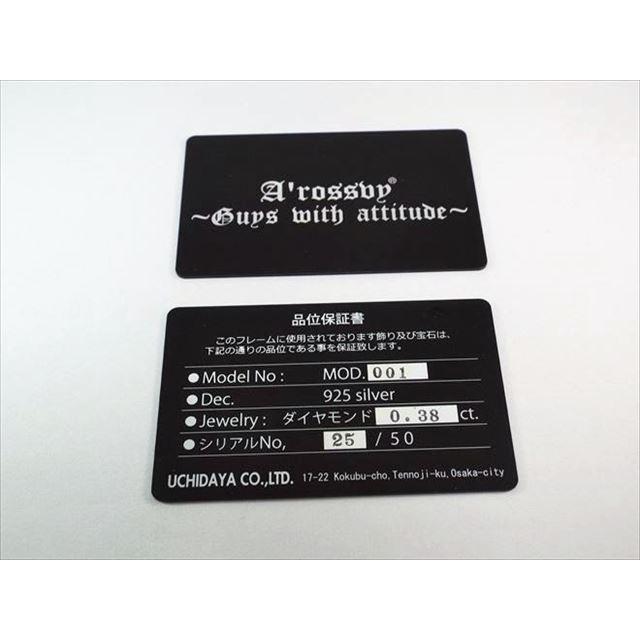 A'rossvy®
~Guys with attitude~
品位保証書
このフレームに使用されております飾り及び宝石は、
下記の通りの品位である事を保証致します。
●Model No : MOD. 001
●Dec. 925 silver
●Jewelry : ダイヤモンド 0.38 ct.
●シリアルNo, 25 / 50
UCHIDAYA CO.,LTD. 17-22 Kokubu-cho,Tennoji-ku,Osaka-city